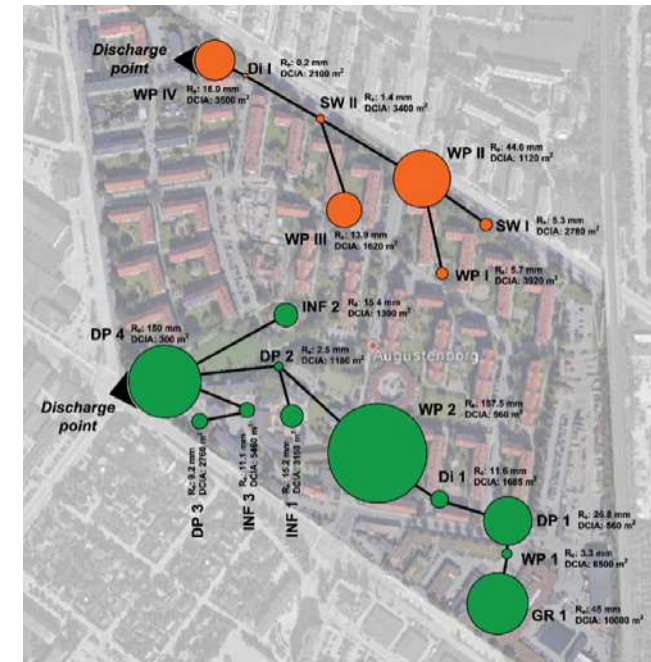 Discharge
point
WP IV
Rₑ: 16.0 mm
DCIA: 3500 m²
Di I
Rₑ: 0.2 mm
DCIA: 2100 m²
SW II
Rₑ: 1.4 mm
DCIA: 3400 m²
WP II
Rₑ: 44.6 mm
DCIA: 1120 m²
WP III
Rₑ: 13.9 mm
DCIA: 1620 m²
SW I
Rₑ: 5.3 mm
DCIA: 2780 m²
WP I
Rₑ: 5.7 mm
DCIA: 3920 m²
INF 2
Rₑ: 15.4 mm
DCIA: 1300 m²
DP 4
Rₑ: 150 mm
DCIA: 300 m²
DP 2
Rₑ: 2.5 mm
DCIA: 1180 m²
Augustenborg
Discharge
point
WP 2
Rₑ: 187.5 mm
DCIA: 560 m²
DP 3
Rₑ: 9.2 mm
DCIA: 2760 m²
INF 3
Rₑ: 11.1 mm
DCIA: 5460 m²
INF 1
Rₑ: 15.2 mm
DCIA: 3150 m²
Di 1
Rₑ: 11.6 mm
DCIA: 1685 m²
DP 1
Rₑ: 26.8 mm
DCIA: 560 m²
WP 1
Rₑ: 3.3 mm
DCIA: 6500 m²
GR 1
Rₑ: 45 mm
DCIA: 10000 m²